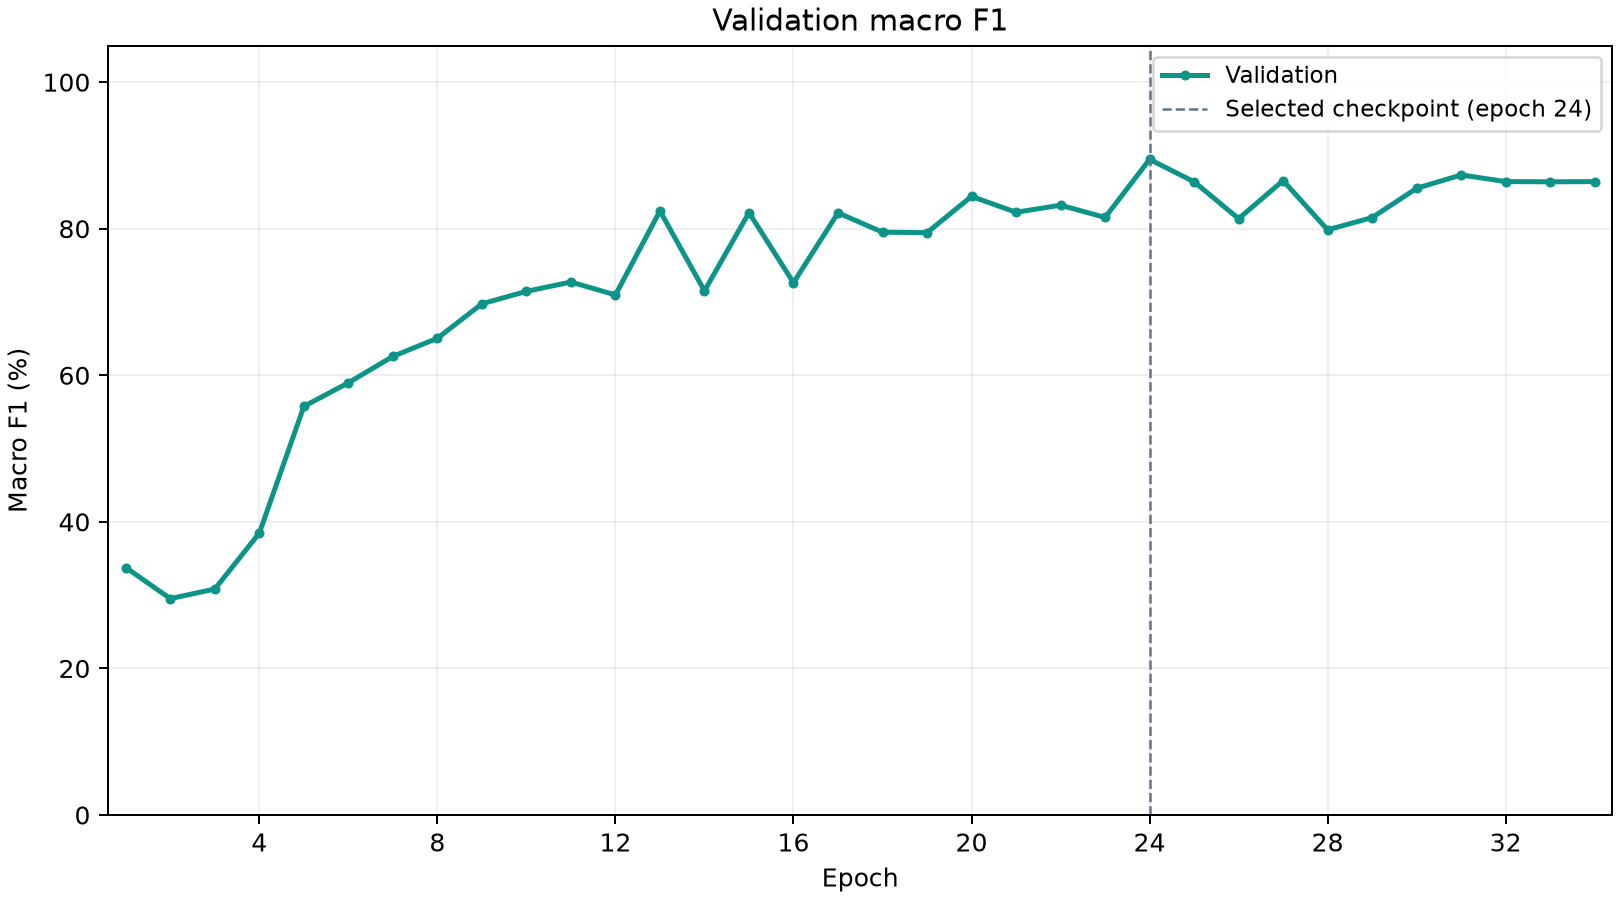 Validation macro F1
Validation
Selected checkpoint (epoch 24)
100
80
60
40
20
0
Macro F1 (%)
4 8 12 16 20 24 28 32
Epoch